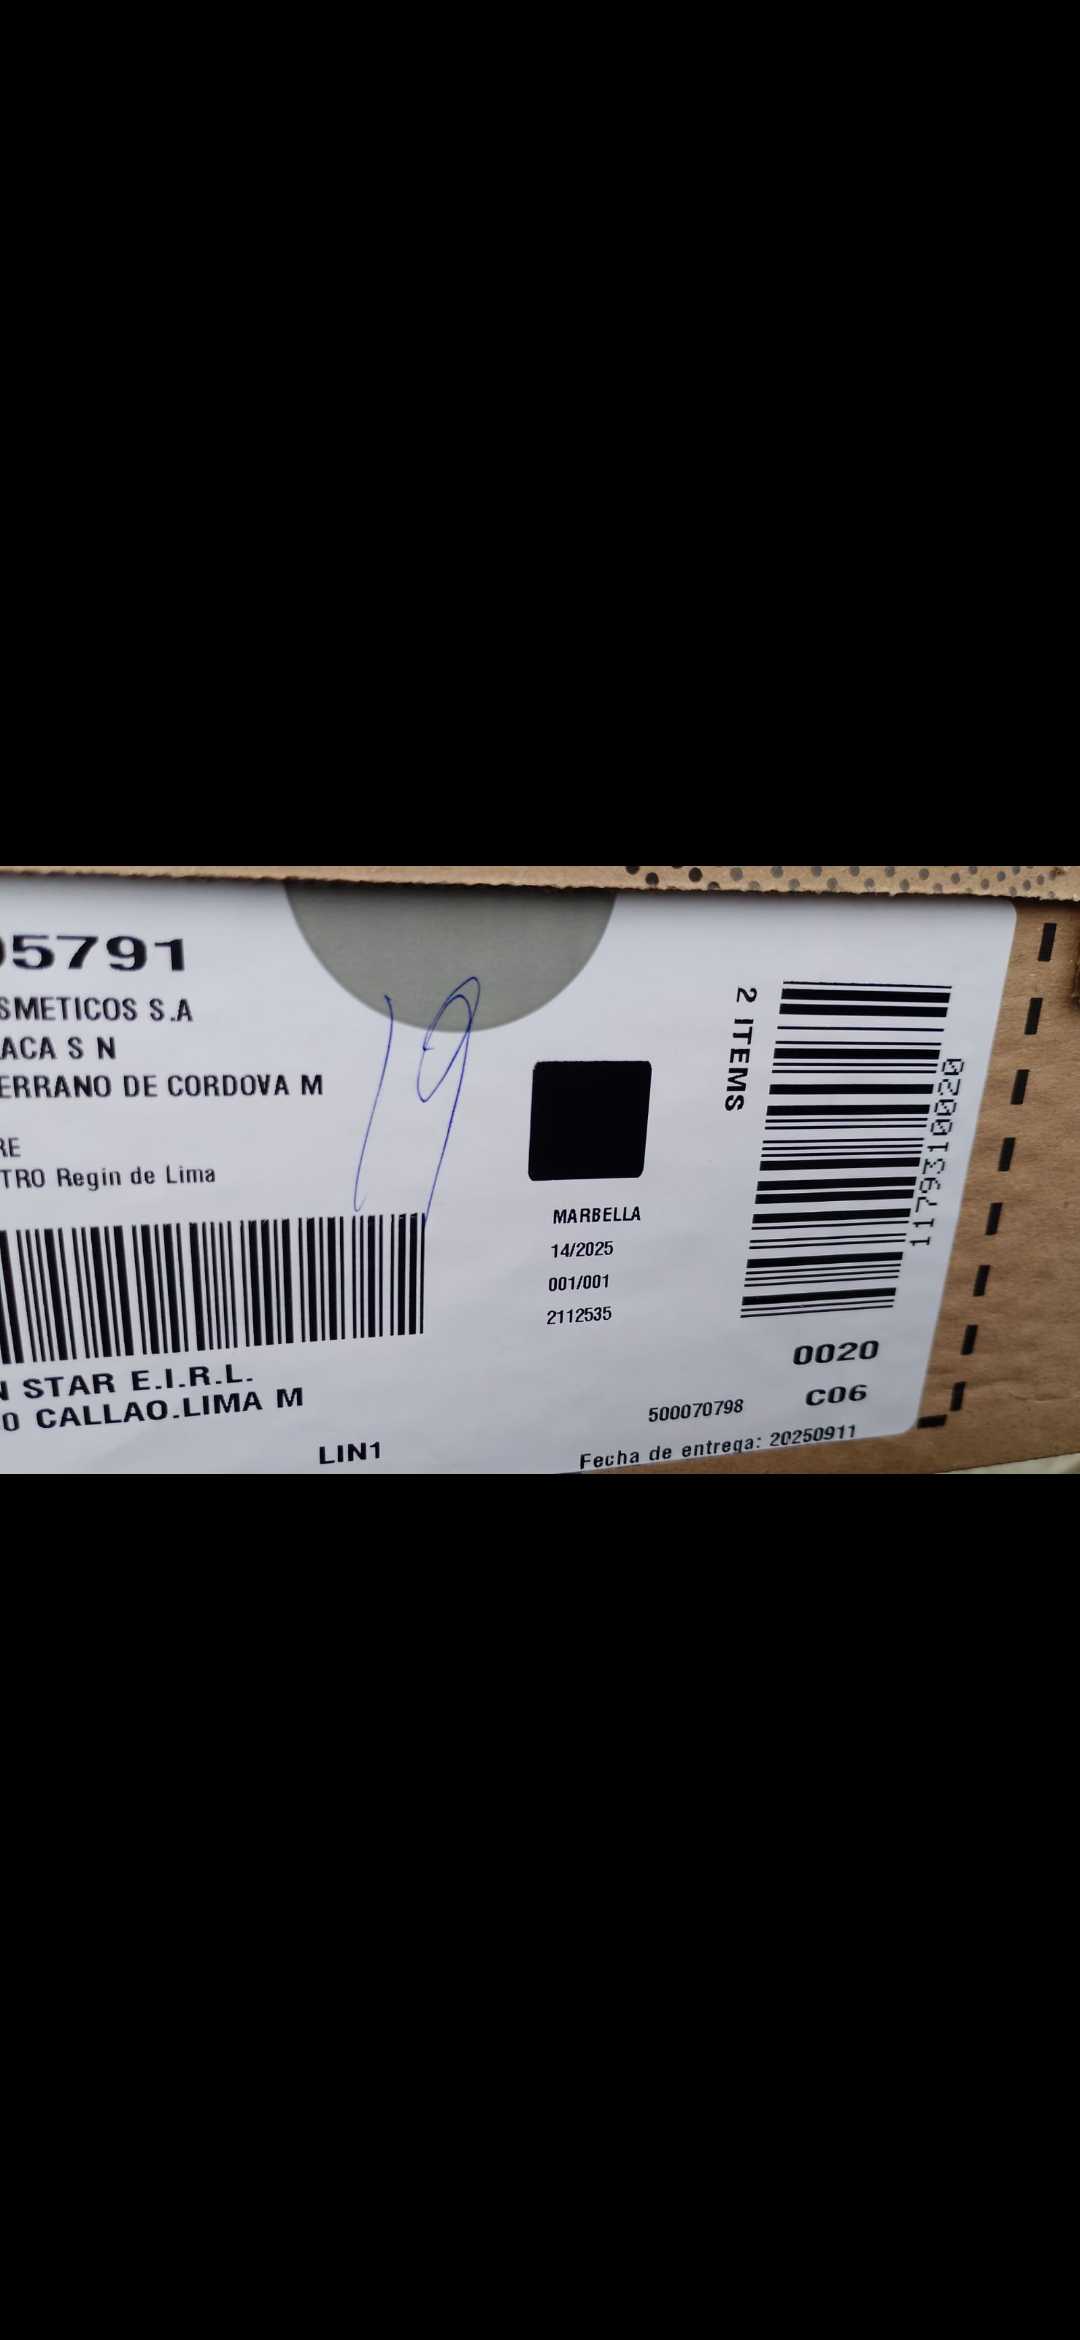 5791
SMETICOS S.A
ACA S N
ERRANO DE CORDOVA M
RE
TRO Regin de Lima
19
N STAR E.I.R.L.
0 CALLAO.LIMA M
LIN1
MARBELLA
14/2025
001/001
2112535
2 ITEMS
1179310020
0020
C06
500070798
Fecha de entrega: 20250911